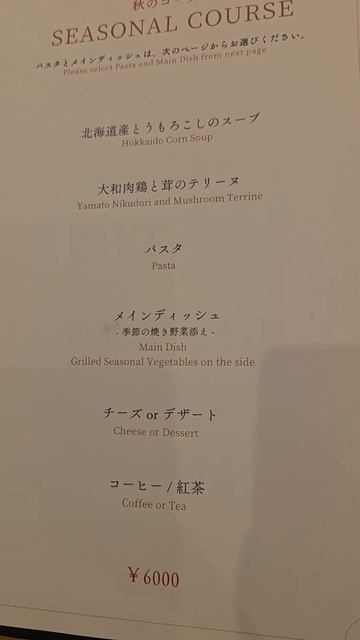 秋のコース
SEASONAL COURSE
パスタとメインディッシュは、次のページからお選びください。
Please select Pasta and Main Dish from next page
北海道産とうもろこしのスープ
Hokkaido Corn Soup
大和肉鶏と茸のテリーヌ
Yamato Nikudori and Mushroom Terrine
パスタ
Pasta
メインディッシュ
- 季節の焼き野菜添え -
Main Dish
Grilled Seasonal Vegetables on the side
チーズ or デザート
Cheese or Dessert
コーヒー / 紅茶
Coffee or Tea
￥6000